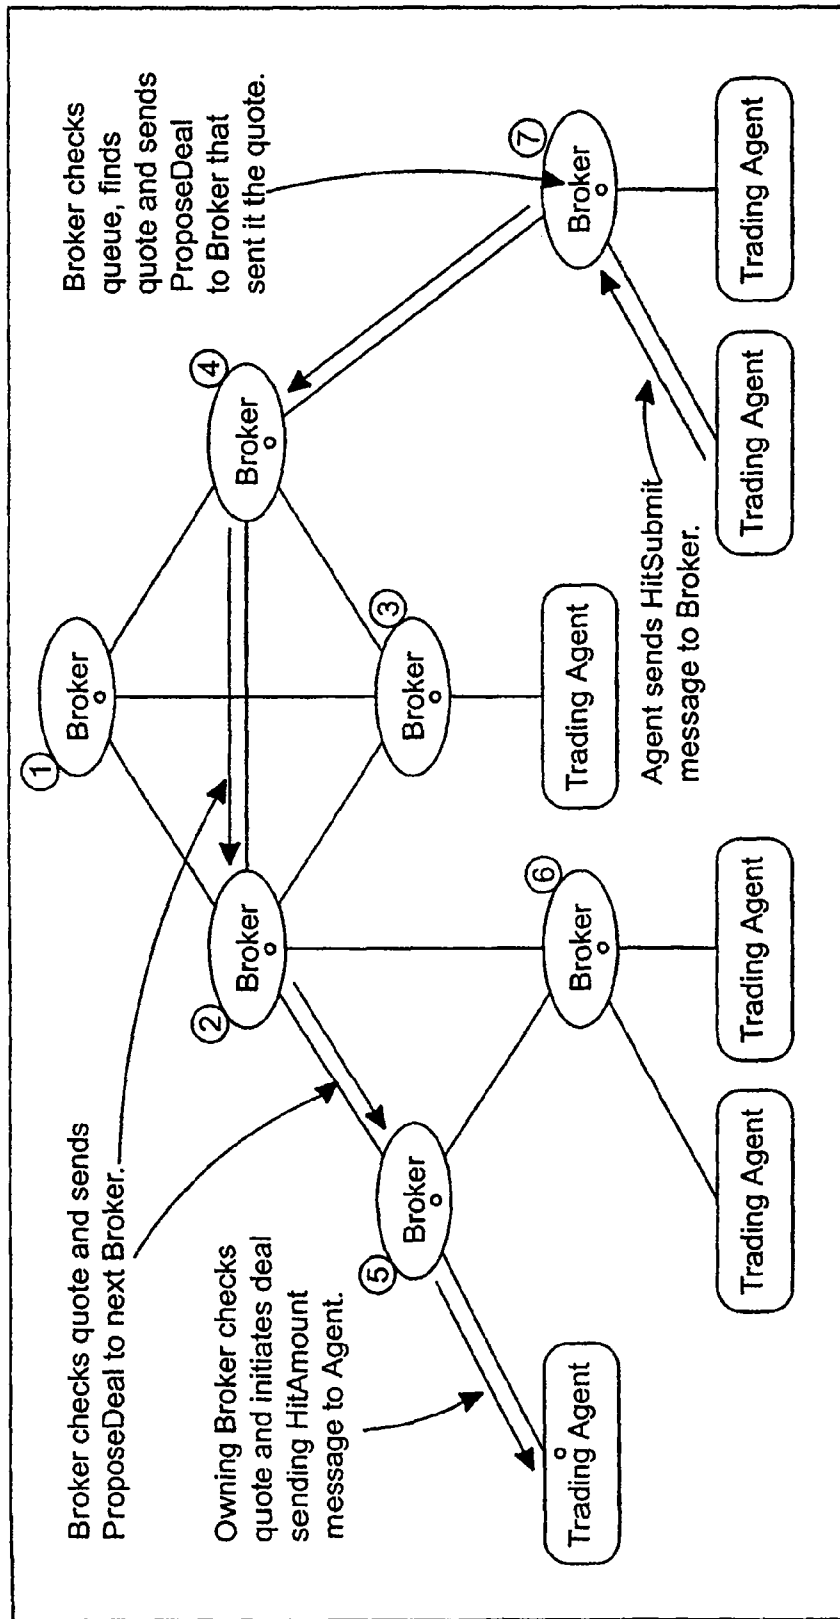 Broker checks quote and sends
ProposeDeal to next Broker.
Owning Broker checks
quote and initiates deal
sending HitAmount
message to Agent.
Broker checks
queue, finds
quote and sends
ProposeDeal
to Broker that
sent it the quote.
1
Broker
2
Broker
4
Broker
3
Broker
5
Broker
6
Broker
7
Broker
Agent sends HitSubmit
message to Broker.
Trading Agent
Trading Agent
Trading Agent
Trading Agent
Trading Agent
Trading Agent